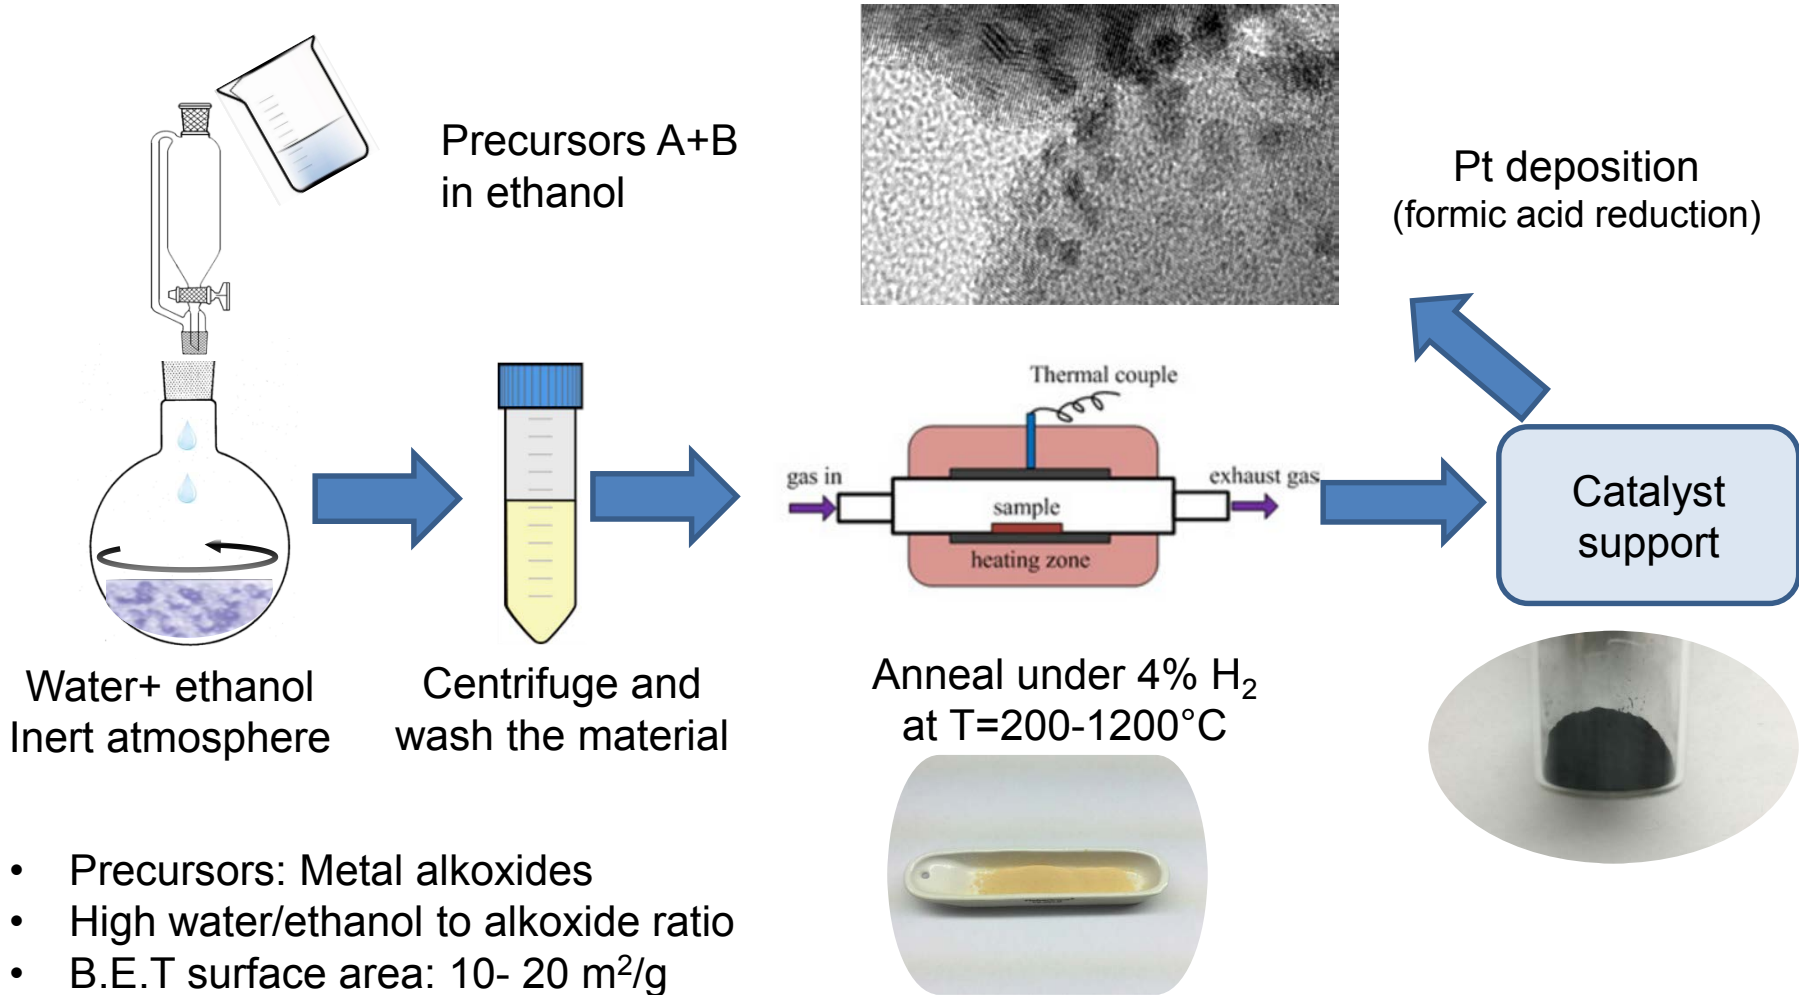 Precursors A+B
in ethanol
Pt deposition
(formic acid reduction)
Thermal couple
gas in
exhaust gas
sample
heating zone
Catalyst
support
Water+ ethanol
Inert atmosphere
Centrifuge and
wash the material
Anneal under 4% H₂
at T=200-1200°C
• Precursors: Metal alkoxides
• High water/ethanol to alkoxide ratio
• B.E.T surface area: 10- 20 m²/g